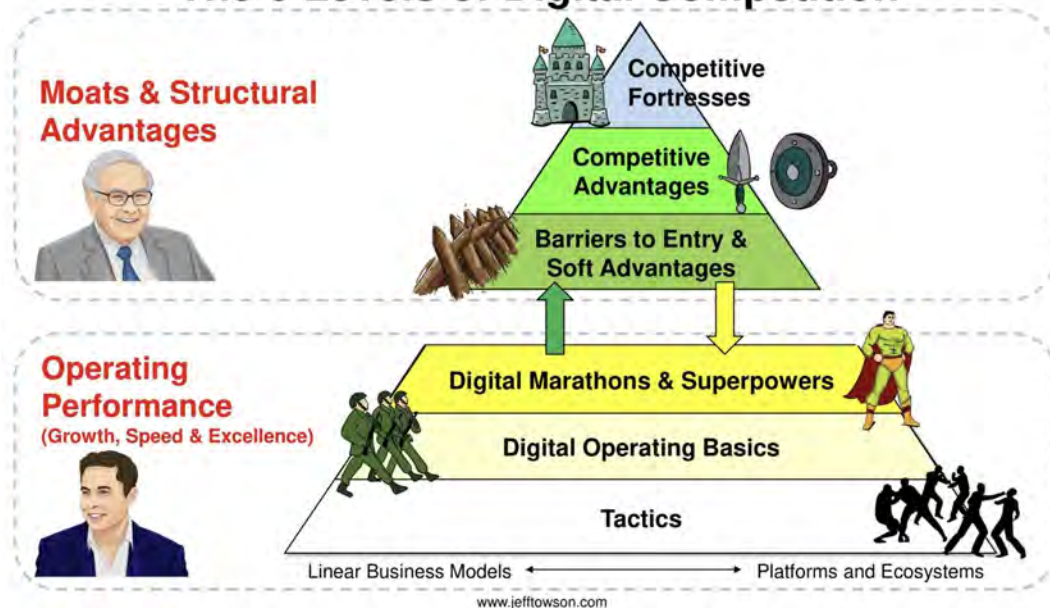 Moats & Structural
Advantages
Competitive
Fortresses
Competitive
Advantages
Barriers to Entry &
Soft Advantages
Operating
Performance
(Growth, Speed & Excellence)
Digital Marathons & Superpowers
Digital Operating Basics
Tactics
Linear Business Models
Platforms and Ecosystems
www.jefftowson.com